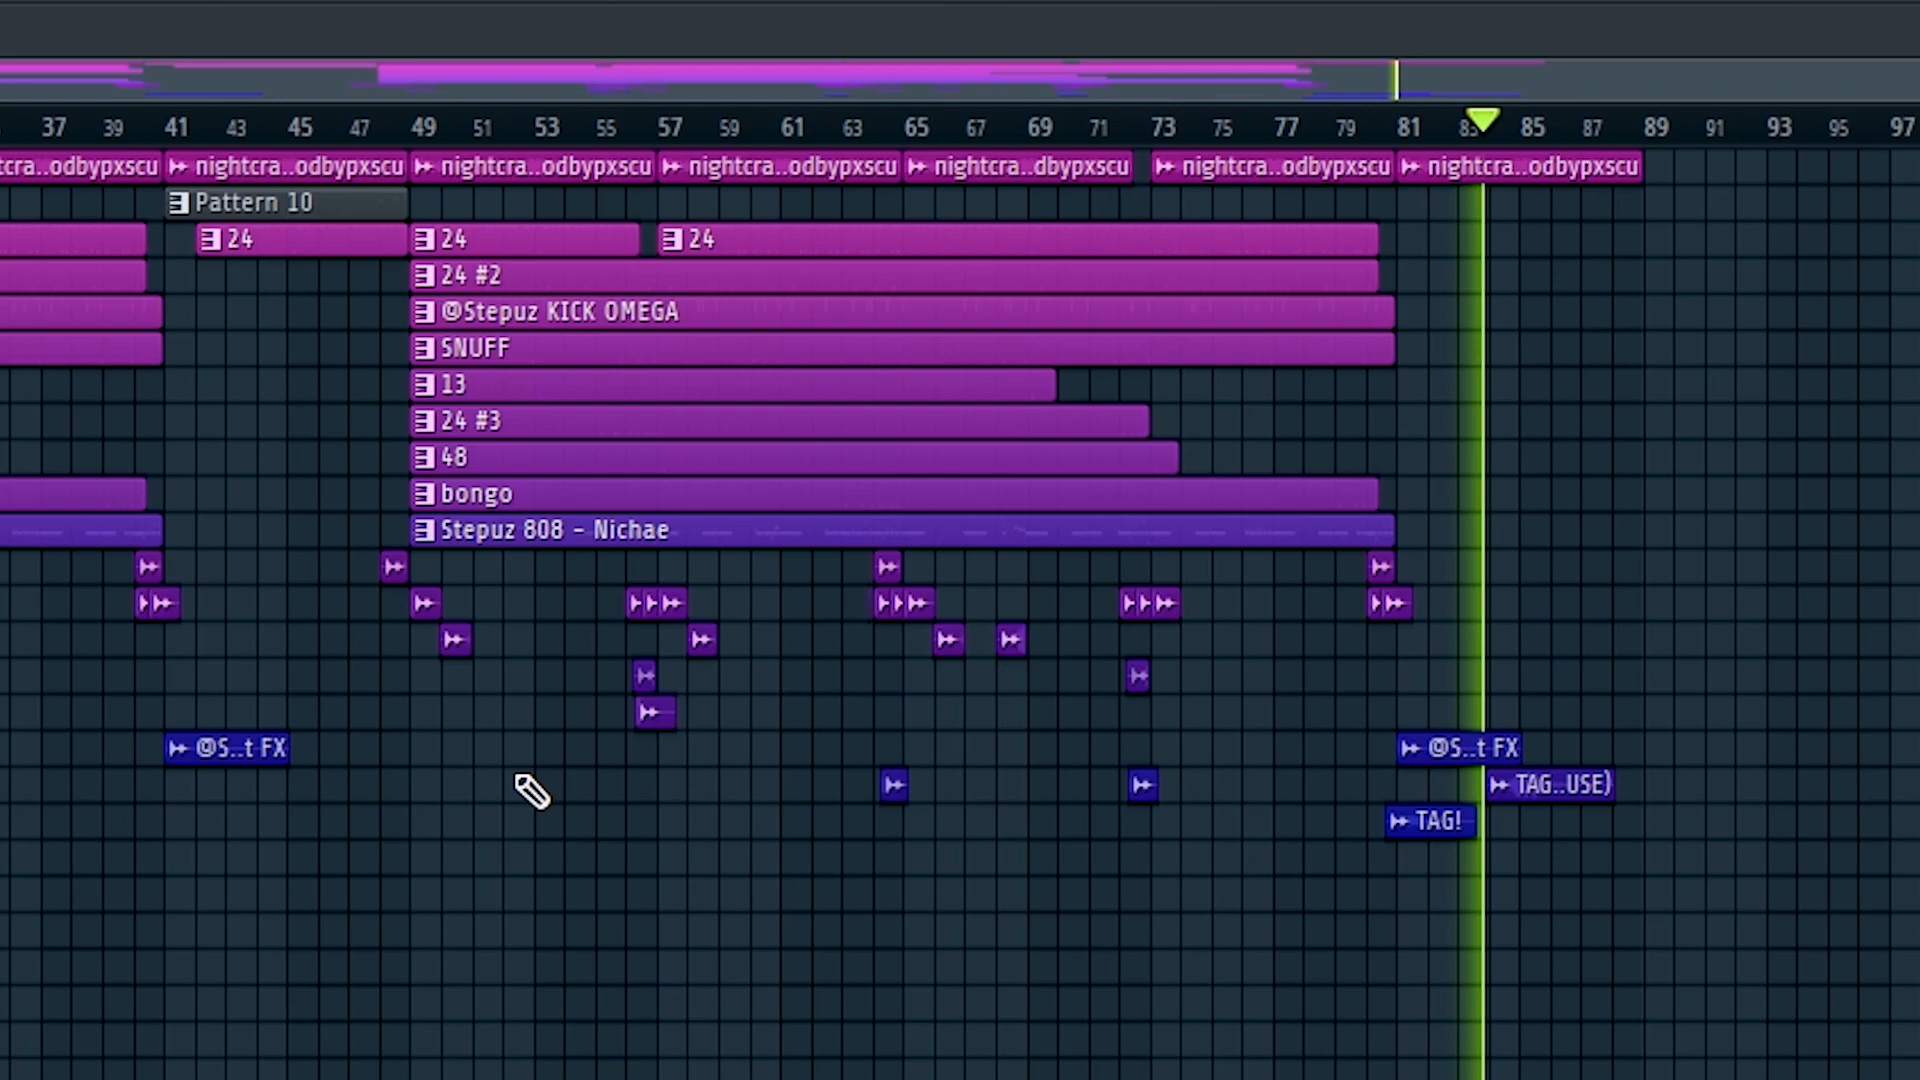 37 39 41 43 45 47 49 51 53 55 57 59 61 63 65 67 69 71 73 75 77 79 81 85 87 89 91 93 95 97
cra..odbypxscu nightcra..odbypxscu nightcra..odbypxscu nightcra..odbypxscu nightcra..dbypxscu nightcra..odbypxscu nightcra..odbypxscu
Pattern 10
24 24 24
24 #2
@Stepuz KICK OMEGA
SNUFF
13
24 #3
48
bongo
Stepuz 808 - Nichae
@S..t FX @S..t FX
TAG..USE)
TAG!